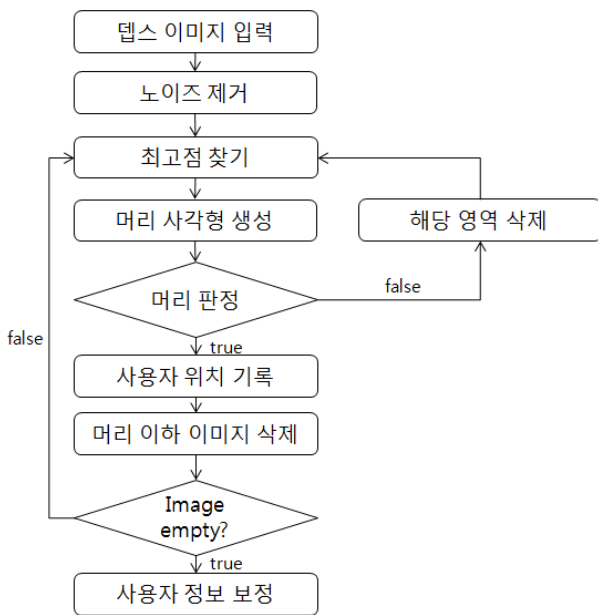 뎁스 이미지 입력
노이즈 제거
최고점 찾기
머리 사각형 생성
해당 영역 삭제
머리 판정
false
false
true
사용자 위치 기록
머리 이하 이미지 삭제
Image
empty?
true
사용자 정보 보정